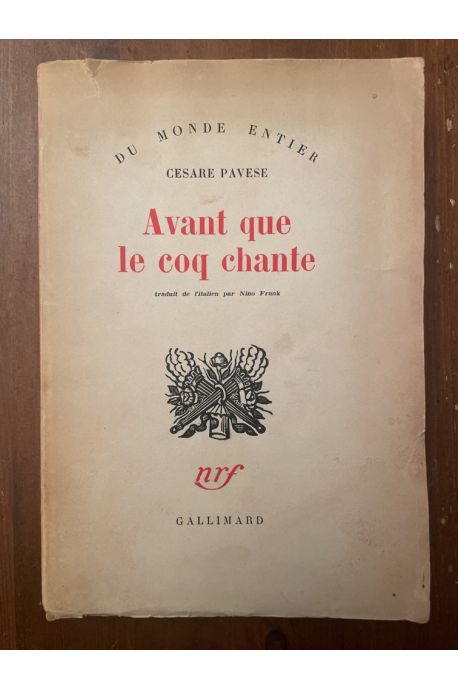 DU MONDE ENTIER
CESARE PAVESE
Avant que
le coq chante
traduit de l'italien par Nino Frank
nrf
GALLIMARD